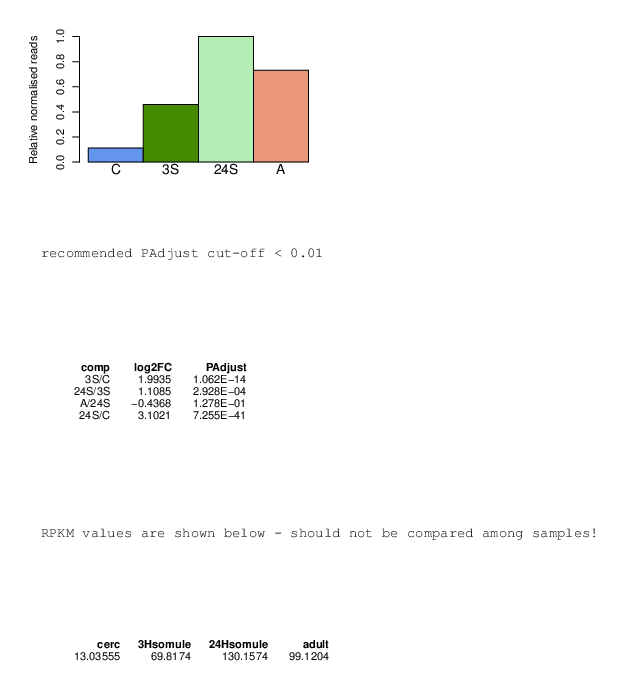 Relative normalised reads
1.0
0.8
0.6
0.4
0.2
0.0
C 3S 24S A
recommended PAdjust cut-off < 0.01
comp log2FC PAdjust
3S/C 1.9935 1.062E−14
24S/3S 1.1085 2.928E−04
A/24S −0.4368 1.278E−01
24S/C 3.1021 7.255E−41
RPKM values are shown below - should not be compared among samples!
cerc 3Hsomule 24Hsomule adult
13.03555 69.8174 130.1574 99.1204